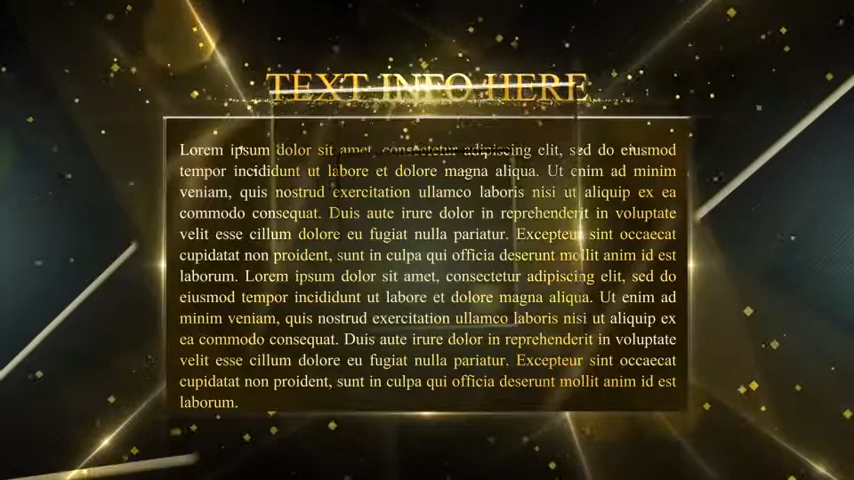 TEXT INFO HERE
Lorem ipsum dolor sit amet, consectetur adipiscing elit, sed do eiusmod
tempor incididunt ut labore et dolore magna aliqua. Ut enim ad minim
veniam, quis nostrud exercitation ullamco laboris nisi ut aliquip ex ea
commodo consequat. Duis aute irure dolor in reprehenderit in voluptate
velit esse cillum dolore eu fugiat nulla pariatur. Excepteur sint occaecat
cupidatat non proident, sunt in culpa qui officia deserunt mollit anim id est
laborum. Lorem ipsum dolor sit amet, consectetur adipiscing elit, sed do
eiusmod tempor incididunt ut labore et dolore magna aliqua. Ut enim ad
minim veniam, quis nostrud exercitation ullamco laboris nisi ut aliquip ex
ea commodo consequat. Duis aute irure dolor in reprehenderit in voluptate
velit esse cillum dolore eu fugiat nulla pariatur. Excepteur sint occaecat
cupidatat non proident, sunt in culpa qui officia deserunt mollit anim id est
laborum.